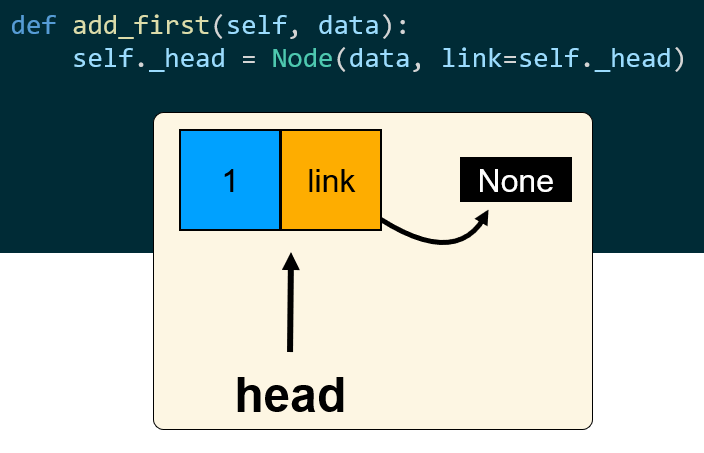 def add_first(self, data):
    self._head = Node(data, link=self._head)
1 link None
head